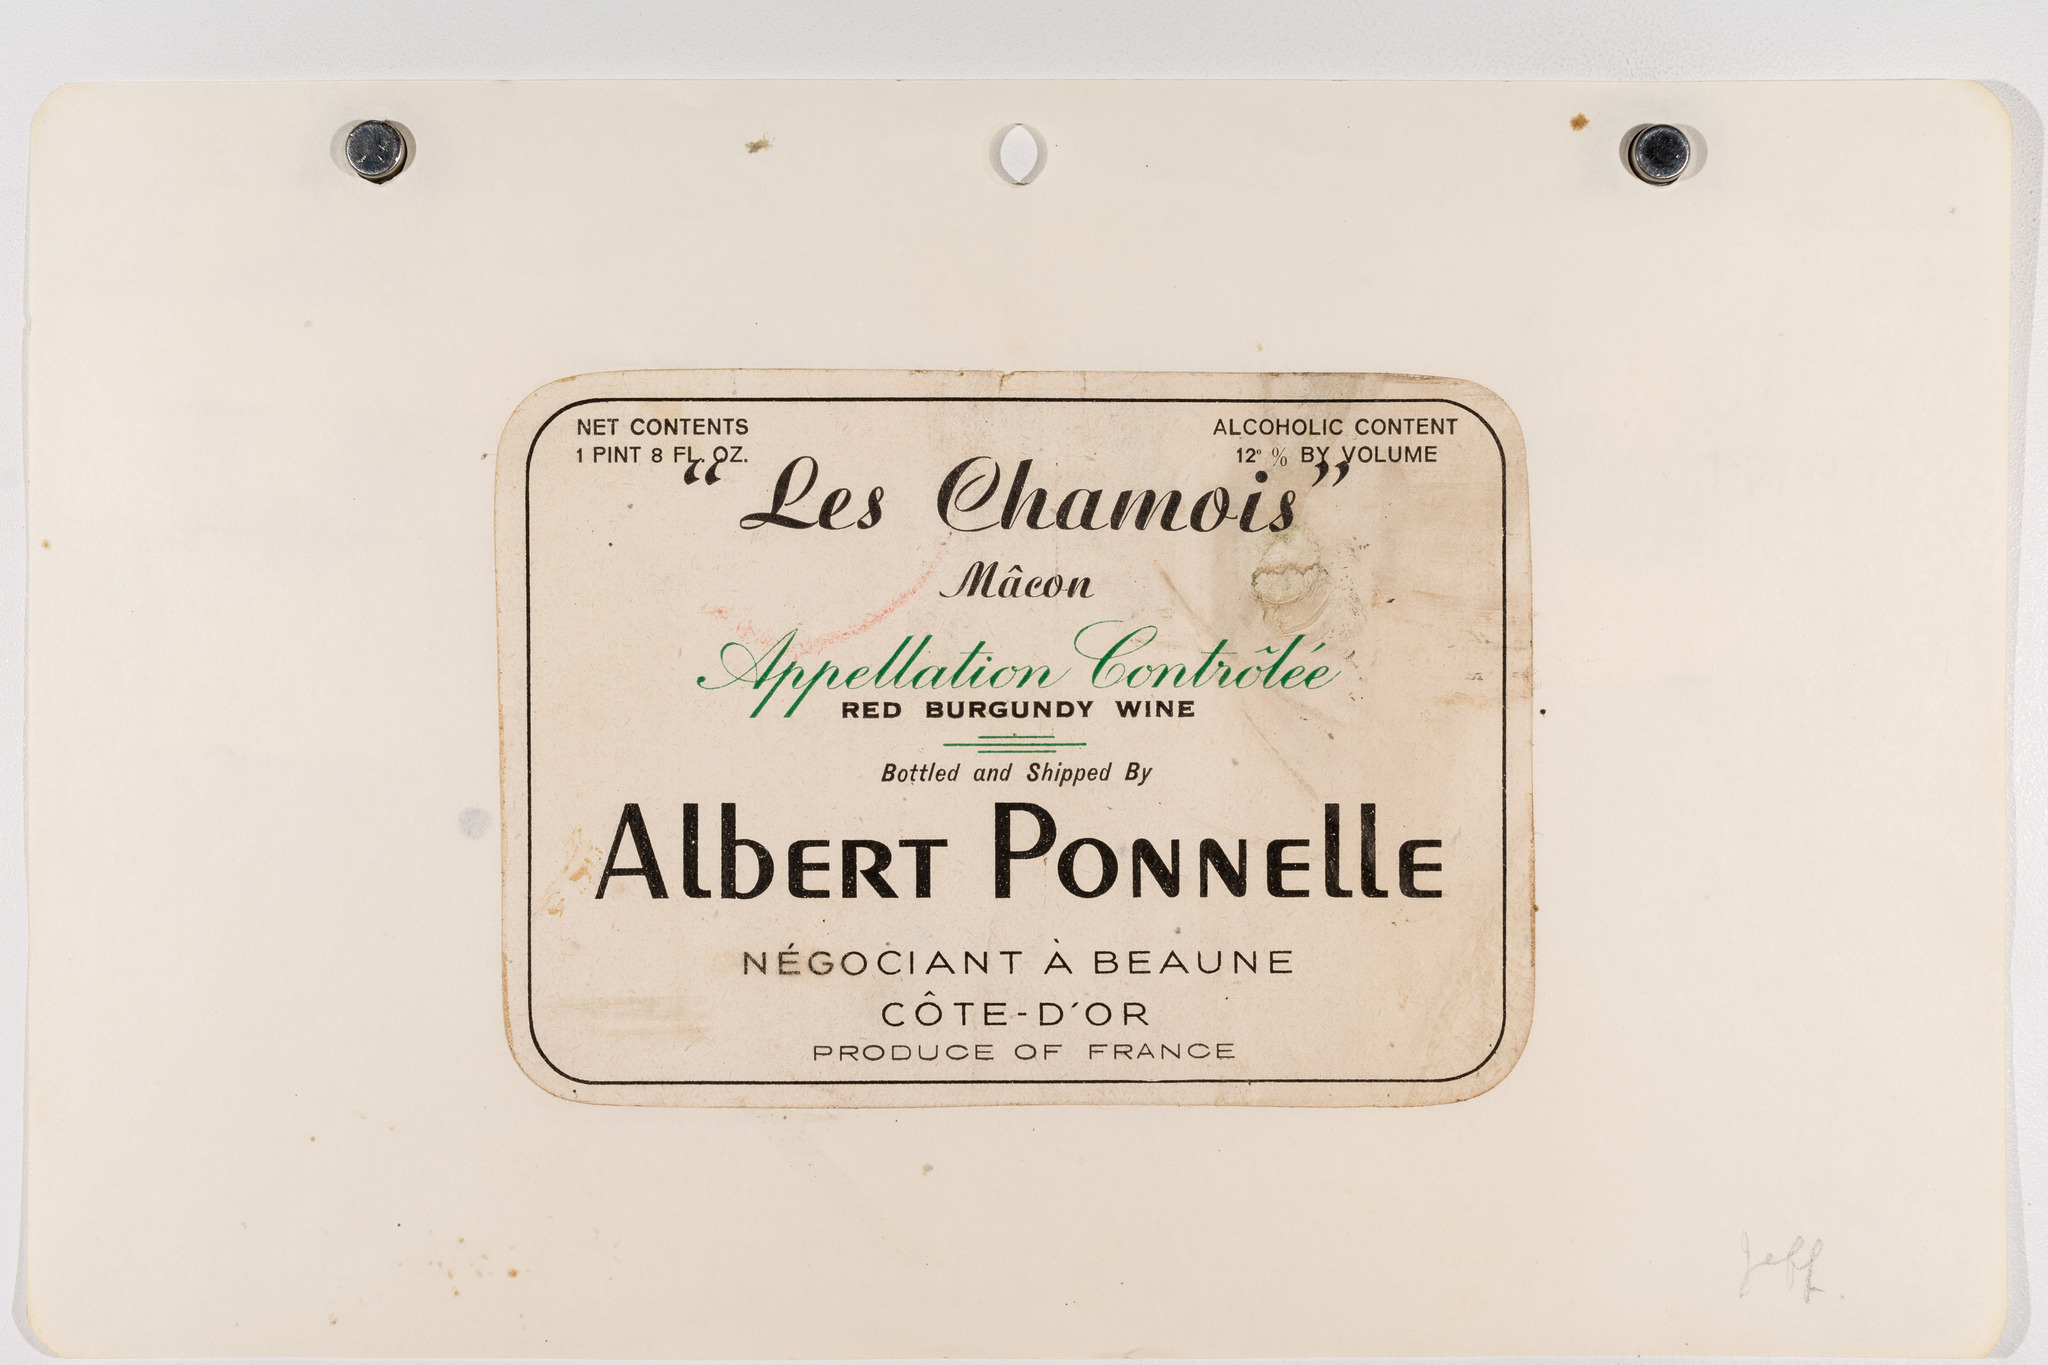 NET CONTENTS
1 PINT 8 FL. OZ.
ALCOHOLIC CONTENT
12° % BY VOLUME
“Les Chamois”
Mâcon
Appellation Contrôlée
RED BURGUNDY WINE
Bottled and Shipped By
ALBERT PONNELLE
NÉGOCIANT À BEAUNE
CÔTE-D'OR
PRODUCE OF FRANCE
Jeff.